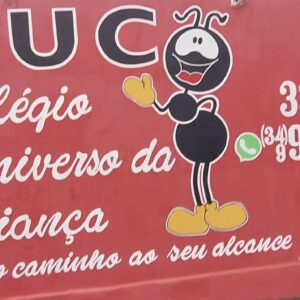 UC
légio
niverso da
iança
caminho ao seu alcance
(34)
9